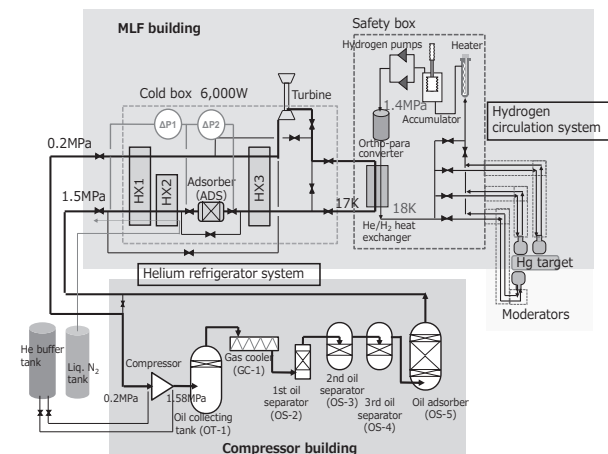 MLF building
Safety box
Hydrogen pumps
Heater
Cold box 6,000W
Turbine
1.4MPa
Accumulator
Hydrogen
circulation system
ΔP1
ΔP2
Ortho-para
converter
0.2MPa
HX1
HX2
Adsorber
(ADS)
HX3
1.5MPa
17K
18K
He/H₂ heat
exchanger
Hg target
Helium refrigerator system
Moderators
He buffer
tank
Liq. N₂
tank
Compressor
Gas cooler
(GC-1)
0.2MPa
1.58MPa
Oil collecting
tank (OT-1)
1st oil
separator
(OS-2)
2nd oil
separator
(OS-3)
3rd oil
separator
(OS-4)
Oil adsorber
(OS-5)
Compressor building